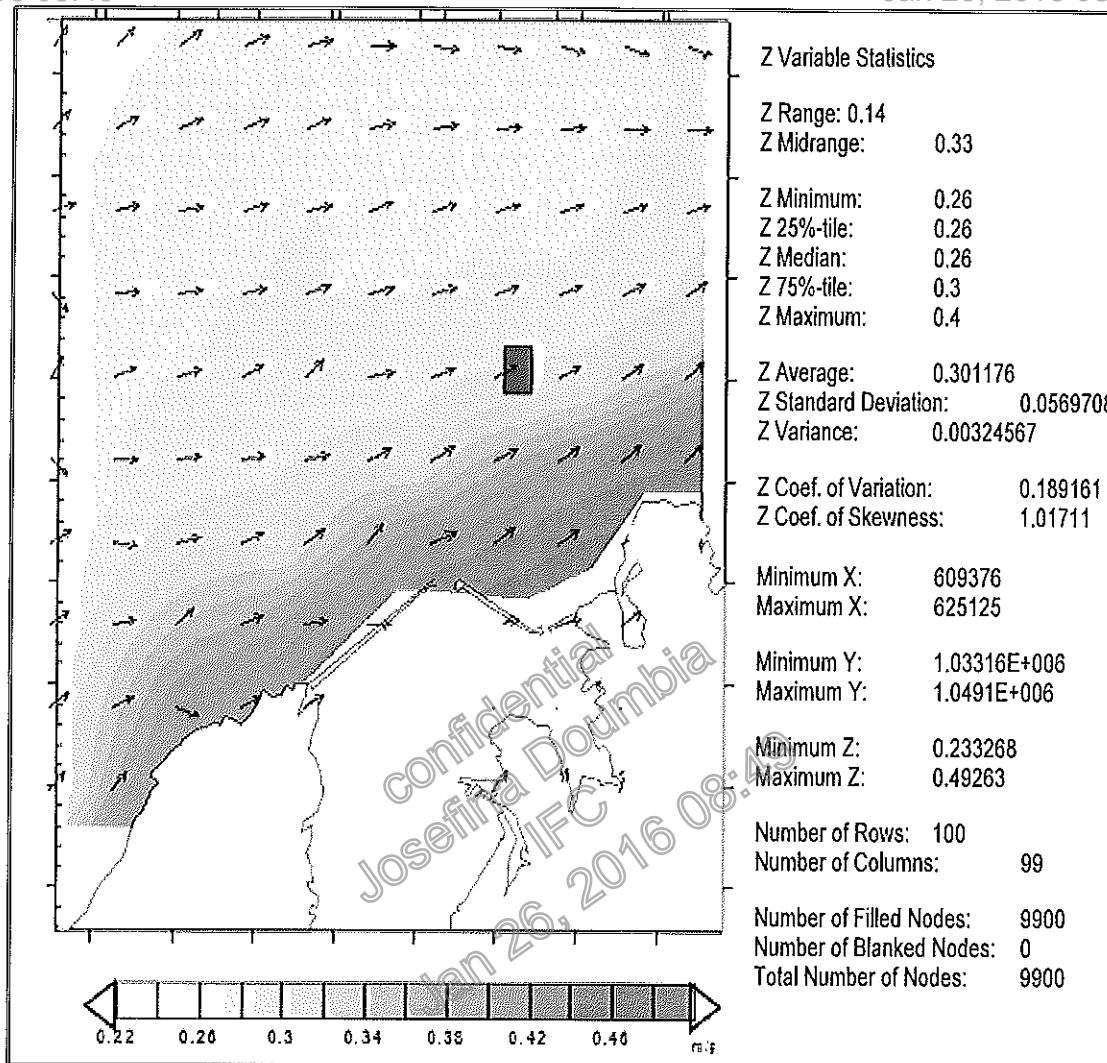 Z Variable Statistics
Z Range: 0.14
Z Midrange: 0.33
Z Minimum: 0.26
Z 25%-tile: 0.26
Z Median: 0.26
Z 75%-tile: 0.3
Z Maximum: 0.4
Z Average: 0.301176
Z Standard Deviation: 0.0569708
Z Variance: 0.00324567
Z Coef. of Variation: 0.189161
Z Coef. of Skewness: 1.01711
Minimum X: 609376
Maximum X: 625125
Minimum Y: 1.03316E+006
Maximum Y: 1.0491E+006
Minimum Z: 0.233268
Maximum Z: 0.49263
Number of Rows: 100
Number of Columns: 99
Number of Filled Nodes: 9900
Number of Blanked Nodes: 0
Total Number of Nodes: 9900
confidential
Josefina Doumbia
IFC
Jan 26, 2016 08:49
0.22 0.26 0.3 0.34 0.38 0.42 0.46